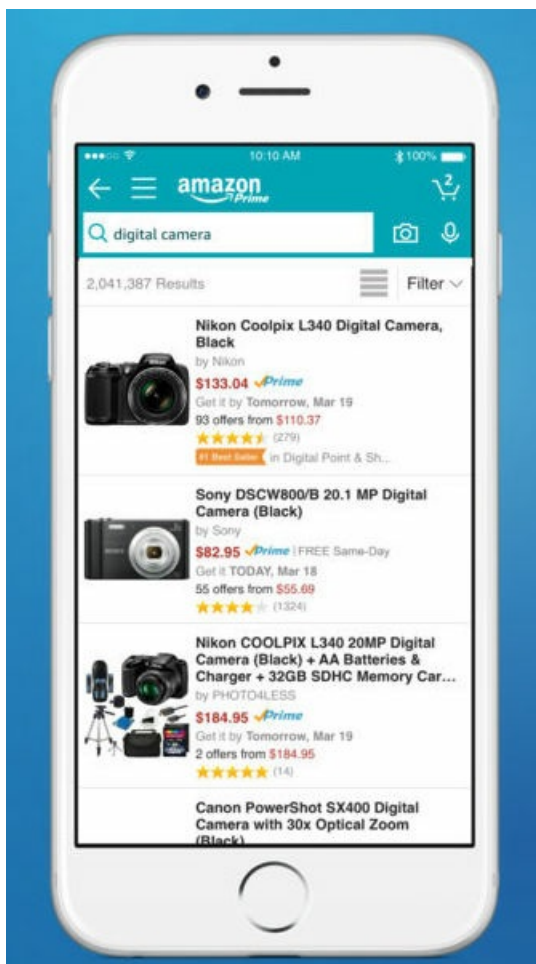 10:10 AM
100%
amazon
Prime
2
digital camera
2,041,387 Results
Filter
Nikon Coolpix L340 Digital Camera,
Black
by Nikon
$133.04 Prime
Get it by Tomorrow, Mar 19
93 offers from $110.37
(279)
#1 Best Seller in Digital Point & Sh...
Sony DSCW800/B 20.1 MP Digital
Camera (Black)
by Sony
$82.95 Prime | FREE Same-Day
Get it TODAY, Mar 18
55 offers from $55.69
(1324)
Nikon COOLPIX L340 20MP Digital
Camera (Black) + AA Batteries &
Charger + 32GB SDHC Memory Car...
by PHOTO4LESS
$184.95 Prime
Get it by Tomorrow, Mar 19
2 offers from $184.95
(14)
Canon PowerShot SX400 Digital
Camera with 30x Optical Zoom
(Black)